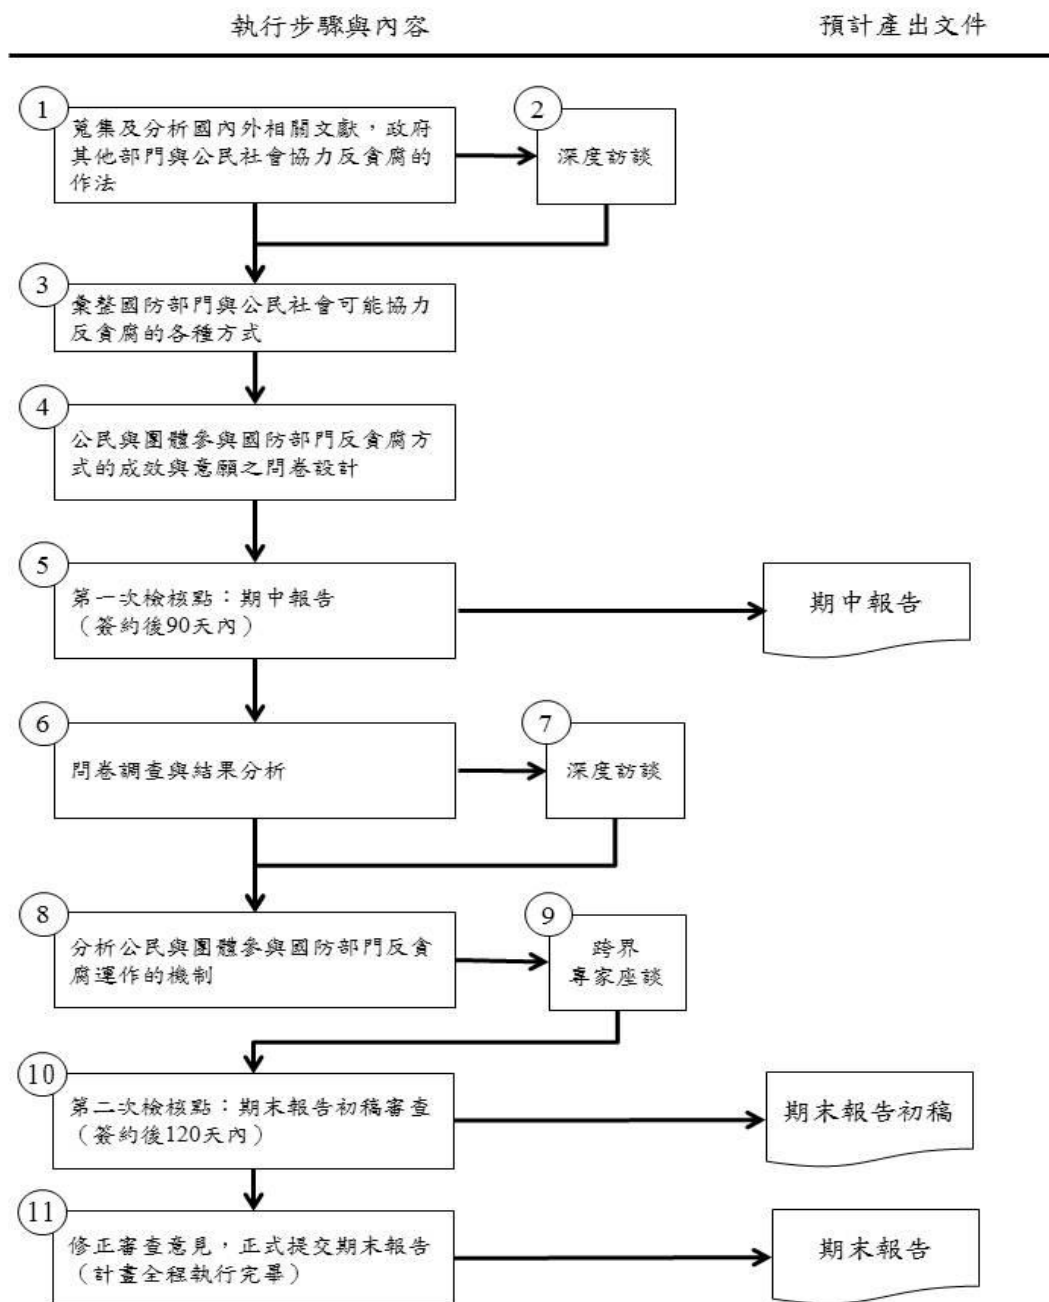 執行步驟與內容
預計產出文件
1
蒐集及分析國內外相關文獻，政府
其他部門與公民社會協力反貪腐的
作法
2
深度訪談
3
彙整國防部門與公民社會可能協力
反貪腐的各種方式
4
公民與團體參與國防部門反貪腐方
式的成效與意願之問卷設計
5
第一次檢核點：期中報告
（簽約後90天內）
期中報告
6
問卷調查與結果分析
7
深度訪談
8
分析公民與團體參與國防部門反貪
腐運作的機制
9
跨界
專家座談
10
第二次檢核點：期末報告初稿審查
（簽約後120天內）
期末報告初稿
11
修正審查意見，正式提交期末報告
（計畫全程執行完畢）
期末報告